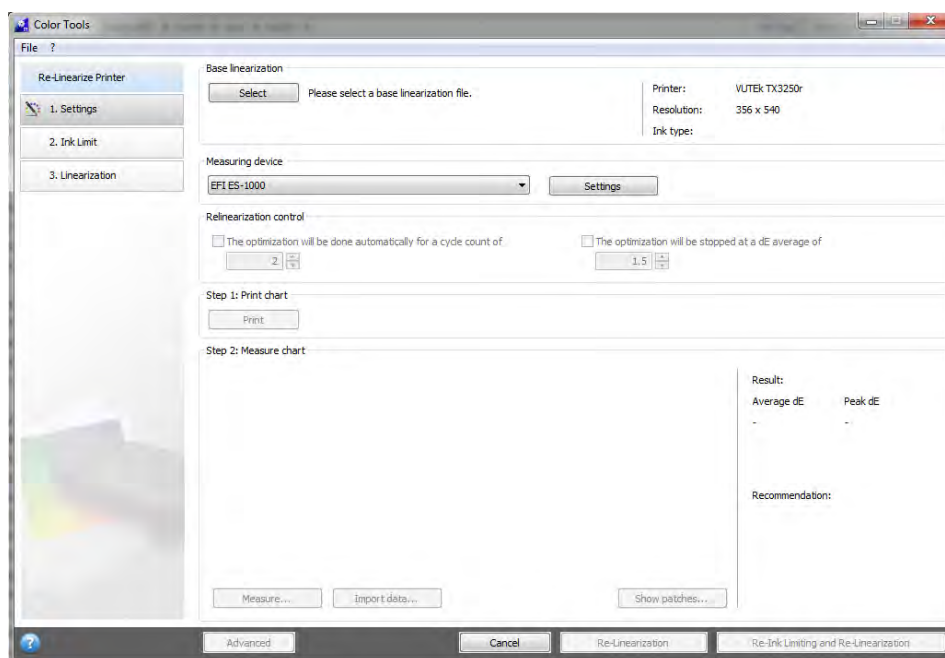 Color Tools
File ?
Re-Linearize Printer
1. Settings
2. Ink Limit
3. Linearization
Base linearization
Select Please select a base linearization file.
Printer: VUTEk TX3250r
Resolution: 356 x 540
Ink type:
Measuring device
EFI ES-1000 Settings
Relinearization control
The optimization will be done automatically for a cycle count of
2
The optimization will be stopped at a dE average of
1.5
Step 1: Print chart
Print
Step 2: Measure chart
Result:
Average dE Peak dE
- -
Recommendation:
Measure... Import data... Show patches...
? Advanced Cancel Re-Linearization Re-Ink Limiting and Re-Linearization